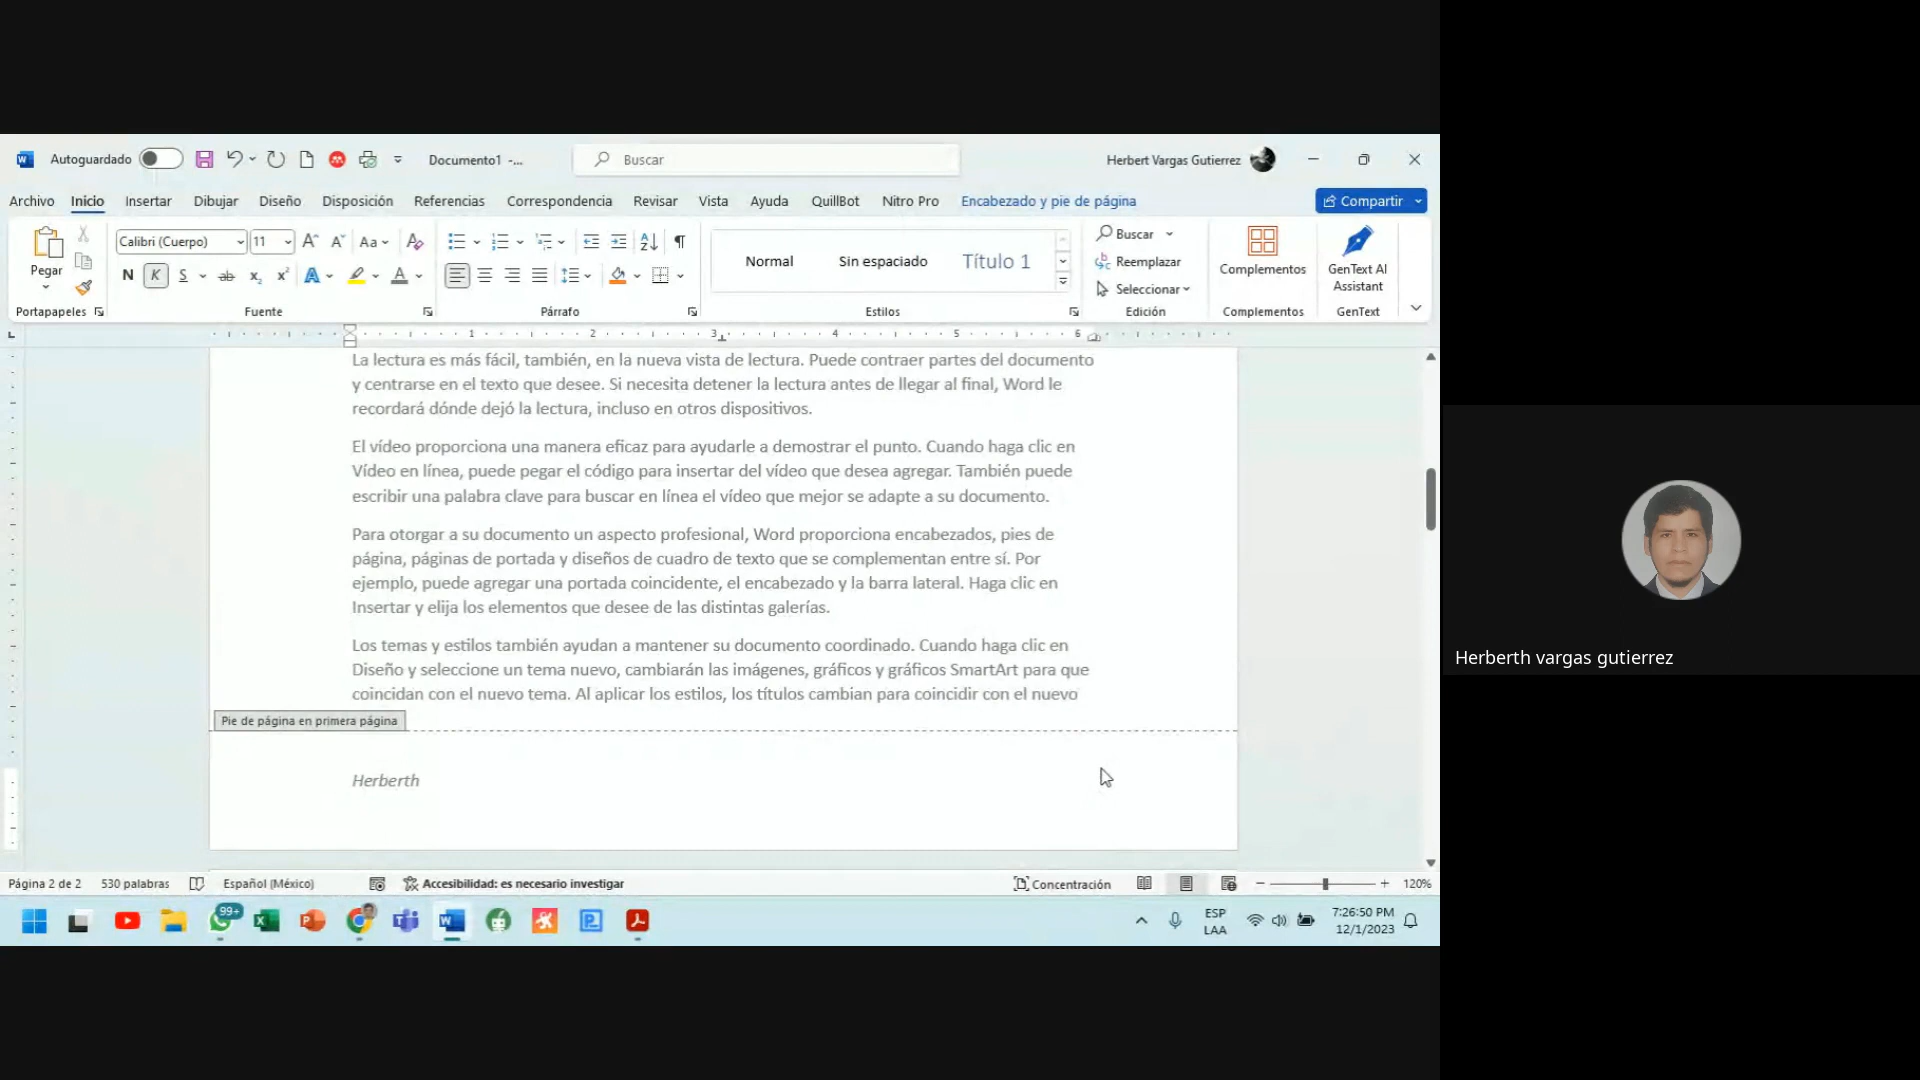 Autoguardado
Documento1 -...
Buscar
Herbert Vargas Gutierrez
Archivo Inicio Insertar Dibujar Diseño Disposición Referencias Correspondencia Revisar Vista Ayuda QuillBot Nitro Pro Encabezado y pie de página Compartir
Pegar
Portapapeles
Calibri (Cuerpo) 11
Aa
N K S ab x₂ x² A A
Fuente
Párrafo
Normal Sin espaciado Título 1
Estilos
Buscar
Reemplazar
Seleccionar
Edición
Complementos
Complementos
GenText AI
Assistant
GenText
1 2 3 4 5 6
La lectura es más fácil, también, en la nueva vista de lectura. Puede contraer partes del documento
y centrarse en el texto que desee. Si necesita detener la lectura antes de llegar al final, Word le
recordará dónde dejó la lectura, incluso en otros dispositivos.
El vídeo proporciona una manera eficaz para ayudarle a demostrar el punto. Cuando haga clic en
Vídeo en línea, puede pegar el código para insertar del vídeo que desea agregar. También puede
escribir una palabra clave para buscar en línea el vídeo que mejor se adapte a su documento.
Para otorgar a su documento un aspecto profesional, Word proporciona encabezados, pies de
página, páginas de portada y diseños de cuadro de texto que se complementan entre sí. Por
ejemplo, puede agregar una portada coincidente, el encabezado y la barra lateral. Haga clic en
Insertar y elija los elementos que desee de las distintas galerías.
Los temas y estilos también ayudan a mantener su documento coordinado. Cuando haga clic en
Diseño y seleccione un tema nuevo, cambiarán las imágenes, gráficos y gráficos SmartArt para que
coincidan con el nuevo tema. Al aplicar los estilos, los títulos cambian para coincidir con el nuevo
Pie de página en primera página
Herberth
Página 2 de 2 530 palabras Español (México) Accesibilidad: es necesario investigar Concentración 120%
99+
ESP
LAA
7:26:50 PM
12/1/2023
Herberth vargas gutierrez